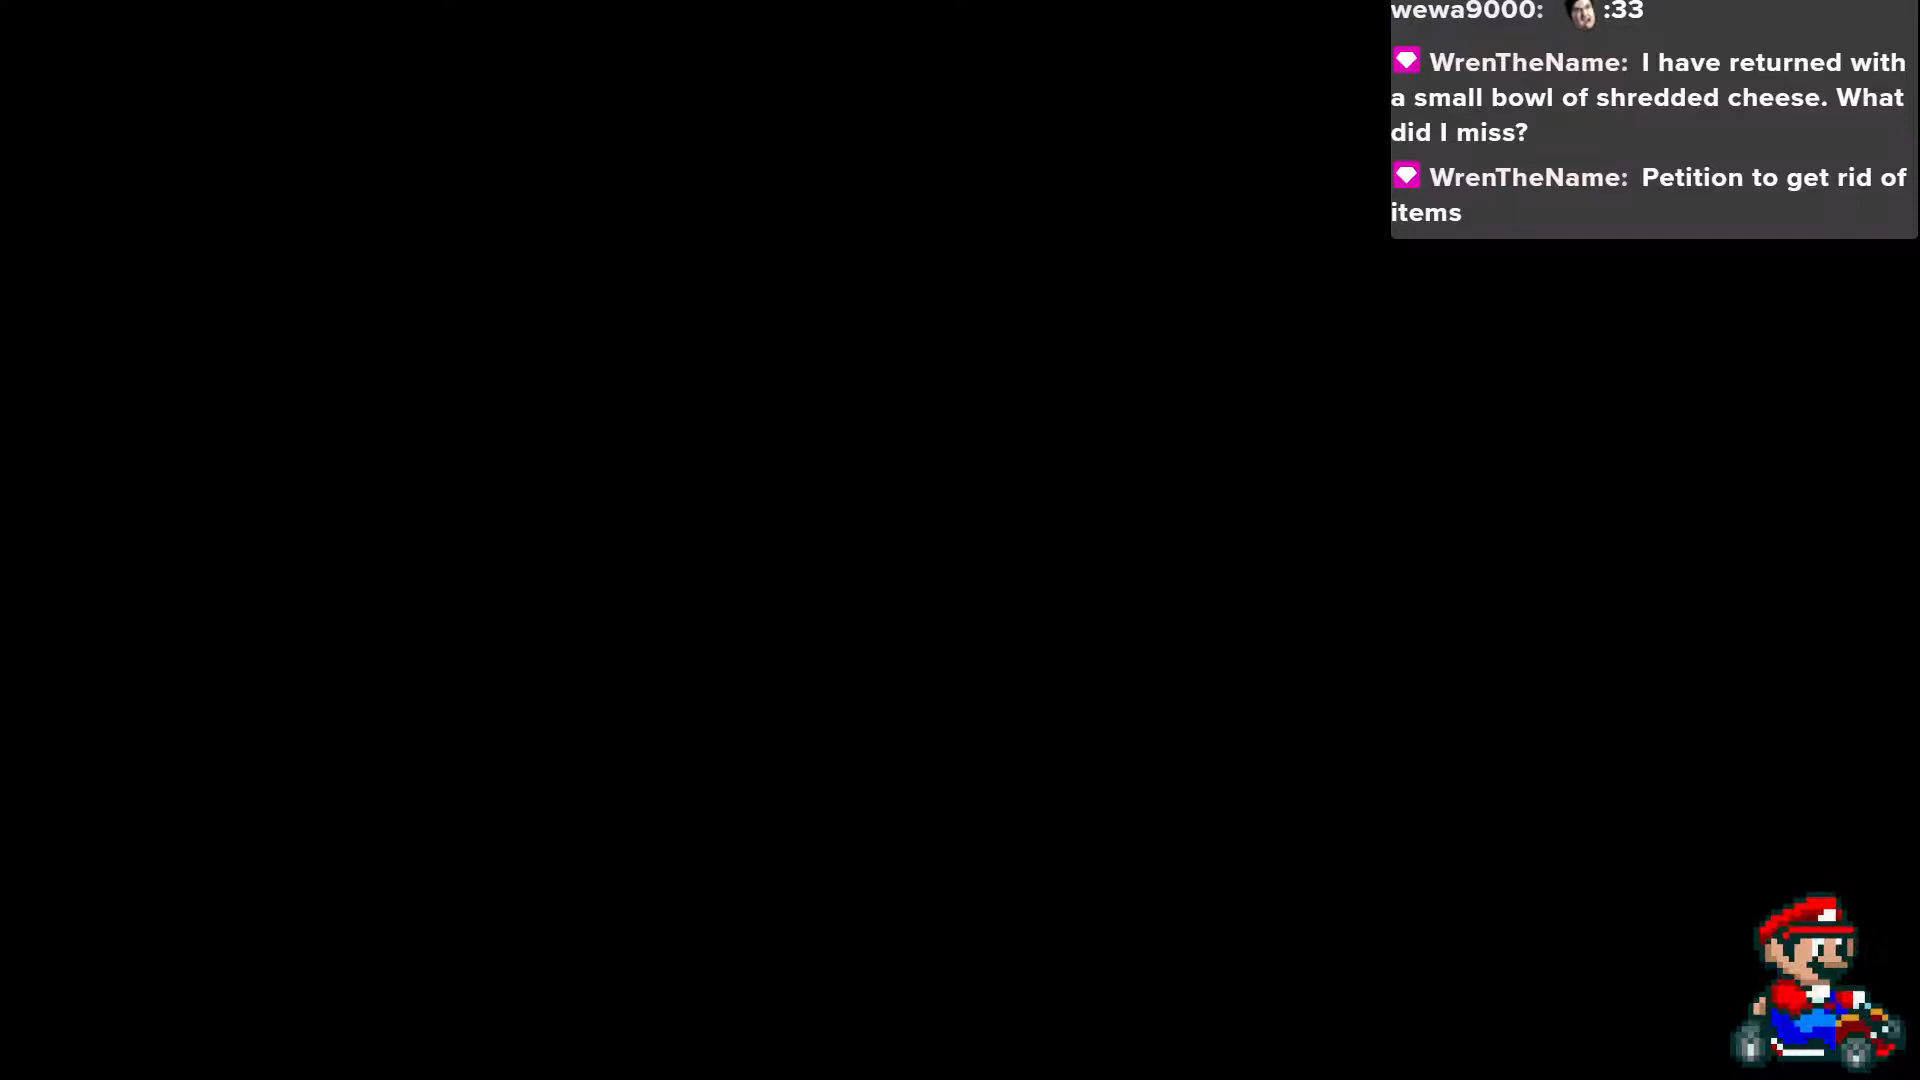 wewa9000: :33
WrenTheName: I have returned with
a small bowl of shredded cheese. What
did I miss?
WrenTheName: Petition to get rid of
items